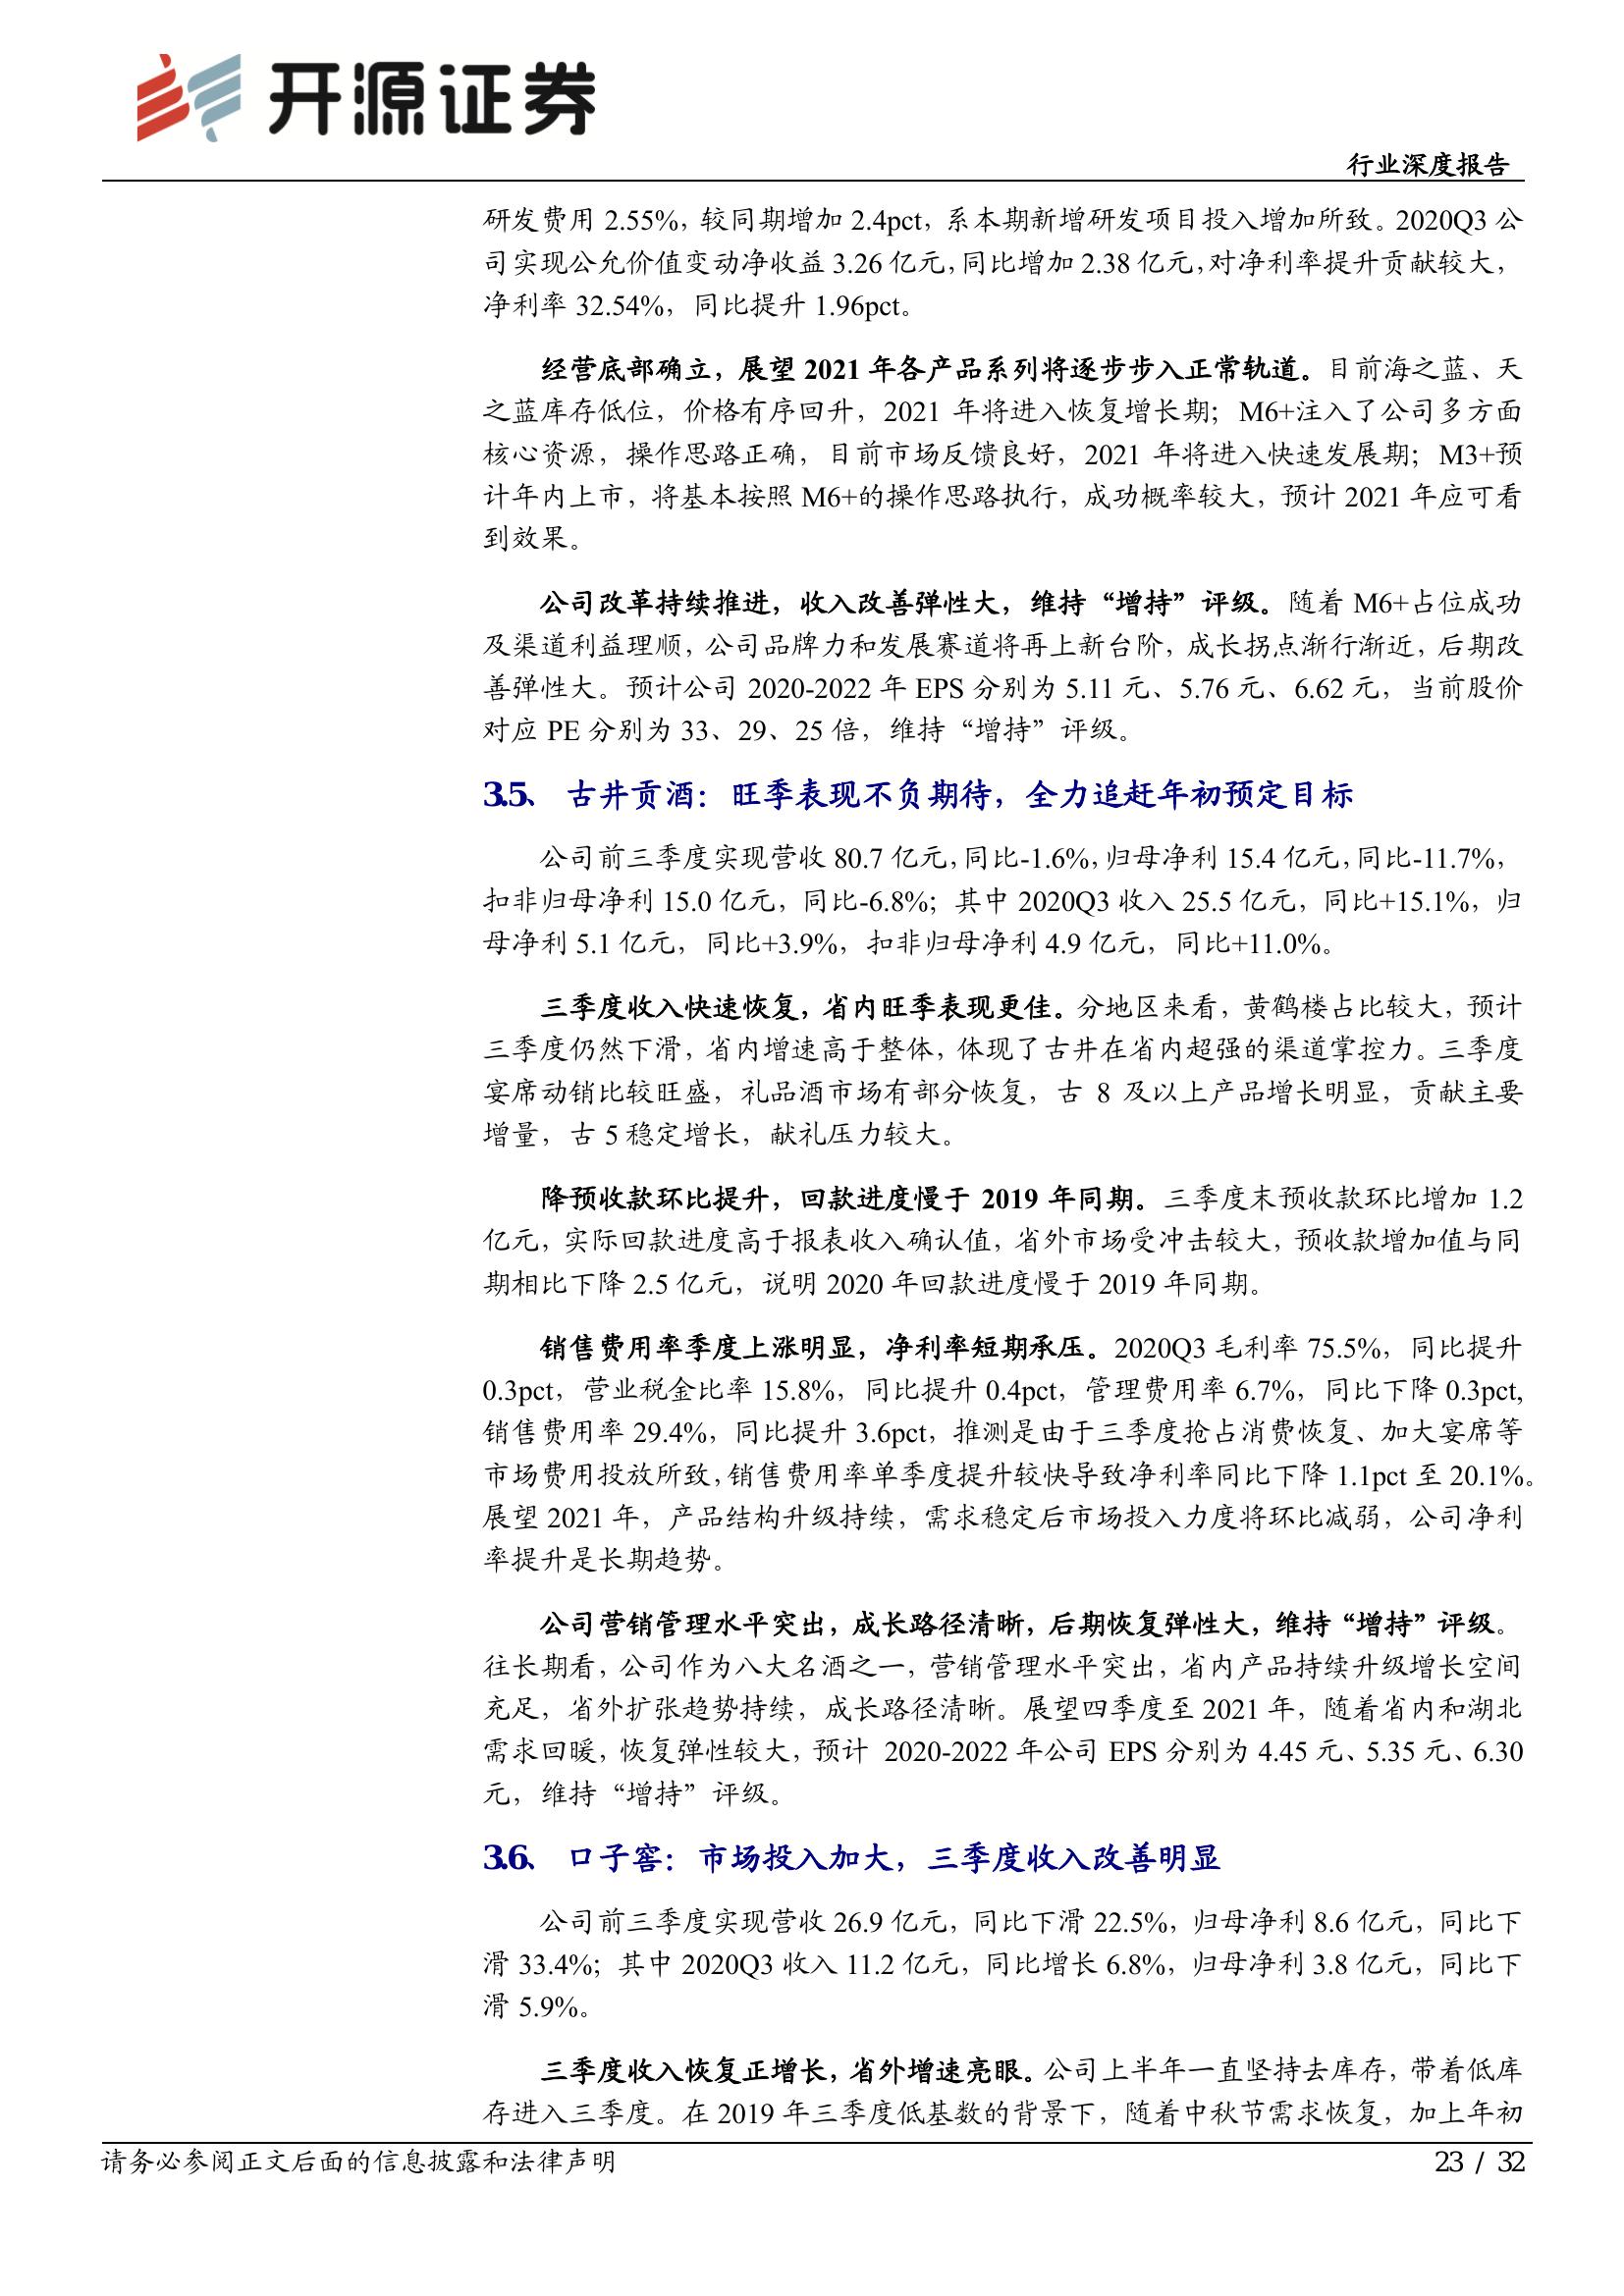 开源证券
行业深度报告
研发费用 2.55%，较同期增加 2.4pct，系本期新增研发项目投入增加所致。2020Q3 公
司实现公允价值变动净收益 3.26 亿元，同比增加 2.38 亿元，对净利率提升贡献较大，
净利率 32.54%，同比提升 1.96pct。
经营底部确立，展望 2021 年各产品系列将逐步步入正常轨道。目前海之蓝、天
之蓝库存低位，价格有序回升，2021 年将进入恢复增长期；M6+注入了公司多方面
核心资源，操作思路正确，目前市场反馈良好，2021 年将进入快速发展期；M3+预
计年内上市，将基本按照 M6+的操作思路执行，成功概率较大，预计 2021 年应可看
到效果。
公司改革持续推进，收入改善弹性大，维持“增持”评级。随着 M6+占位成功
及渠道利益理顺，公司品牌力和发展赛道将再上新台阶，成长拐点渐行渐近，后期改
善弹性大。预计公司 2020-2022 年 EPS 分别为 5.11 元、5.76 元、6.62 元，当前股价
对应 PE 分别为 33、29、25 倍，维持“增持”评级。
3.5、 古井贡酒：旺季表现不负期待，全力追赶年初预定目标
公司前三季度实现营收 80.7 亿元，同比-1.6%，归母净利 15.4 亿元，同比-11.7%，
扣非归母净利 15.0 亿元，同比-6.8%；其中 2020Q3 收入 25.5 亿元，同比+15.1%，归
母净利 5.1 亿元，同比+3.9%，扣非归母净利 4.9 亿元，同比+11.0%。
三季度收入快速恢复，省内旺季表现更佳。分地区来看，黄鹤楼占比较大，预计
三季度仍然下滑，省内增速高于整体，体现了古井在省内超强的渠道掌控力。三季度
宴席动销比较旺盛，礼品酒市场有部分恢复，古 8 及以上产品增长明显，贡献主要
增量，古 5 稳定增长，献礼压力较大。
降预收款环比提升，回款进度慢于 2019 年同期。三季度末预收款环比增加 1.2
亿元，实际回款进度高于报表收入确认值，省外市场受冲击较大，预收款增加值与同
期相比下降 2.5 亿元，说明 2020 年回款进度慢于 2019 年同期。
销售费用率季度上涨明显，净利率短期承压。2020Q3 毛利率 75.5%，同比提升
0.3pct，营业税金比率 15.8%，同比提升 0.4pct，管理费用率 6.7%，同比下降 0.3pct,
销售费用率 29.4%，同比提升 3.6pct，推测是由于三季度抢占消费恢复、加大宴席等
市场费用投放所致，销售费用率单季度提升较快导致净利率同比下降 1.1pct 至 20.1%。
展望 2021 年，产品结构升级持续，需求稳定后市场投入力度将环比减弱，公司净利
率提升是长期趋势。
公司营销管理水平突出，成长路径清晰，后期恢复弹性大，维持“增持”评级。
往长期看，公司作为八大名酒之一，营销管理水平突出，省内产品持续升级增长空间
充足，省外扩张趋势持续，成长路径清晰。展望四季度至 2021 年，随着省内和湖北
需求回暖，恢复弹性较大，预计 2020-2022 年公司 EPS 分别为 4.45 元、5.35 元、6.30
元，维持“增持”评级。
3.6、 口子窖：市场投入加大，三季度收入改善明显
公司前三季度实现营收 26.9 亿元，同比下滑 22.5%，归母净利 8.6 亿元，同比下
滑 33.4%；其中 2020Q3 收入 11.2 亿元，同比增长 6.8%，归母净利 3.8 亿元，同比下
滑 5.9%。
三季度收入恢复正增长，省外增速亮眼。公司上半年一直坚持去库存，带着低库
存进入三季度。在 2019 年三季度低基数的背景下，随着中秋节需求恢复，加上年初
请务必参阅正文后面的信息披露和法律声明
23 / 32